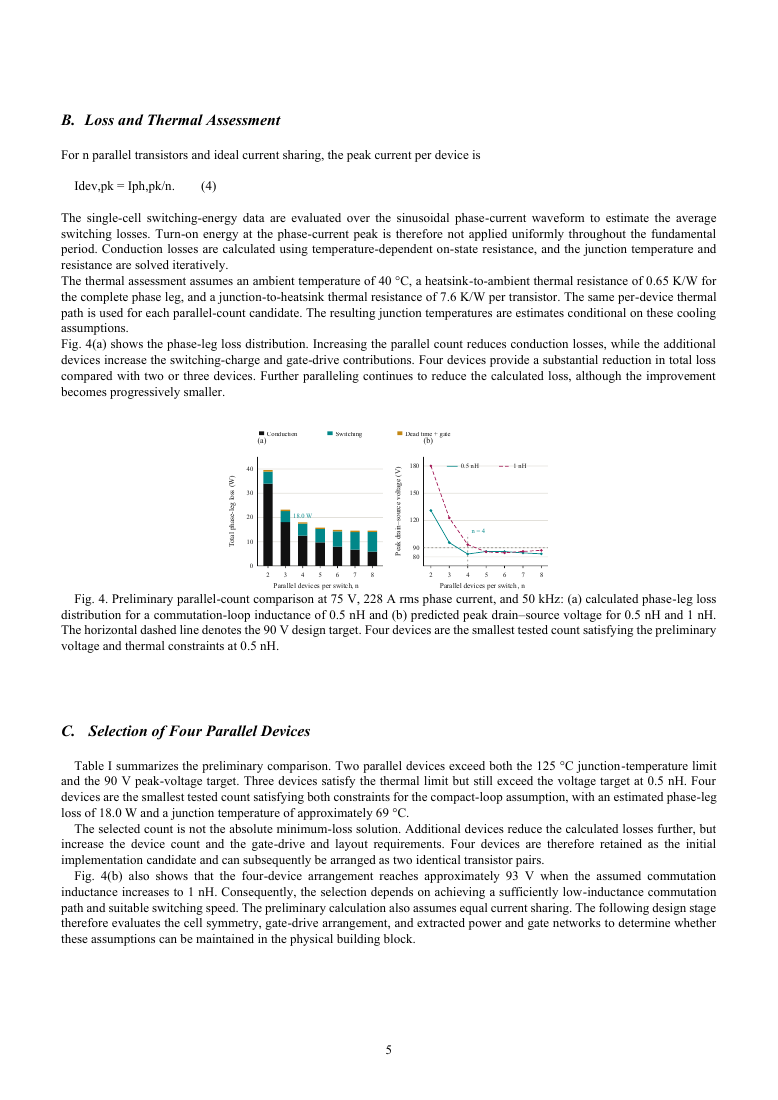 B. Loss and Thermal Assessment
For n parallel transistors and ideal current sharing, the peak current per device is
Idev,pk = Iph,pk/n. (4)
The single-cell switching-energy data are evaluated over the sinusoidal phase-current waveform to estimate the average
switching losses. Turn-on energy at the phase-current peak is therefore not applied uniformly throughout the fundamental
period. Conduction losses are calculated using temperature-dependent on-state resistance, and the junction temperature and
resistance are solved iteratively.
The thermal assessment assumes an ambient temperature of 40 °C, a heatsink-to-ambient thermal resistance of 0.65 K/W for
the complete phase leg, and a junction-to-heatsink thermal resistance of 7.6 K/W per transistor. The same per-device thermal
path is used for each parallel-count candidate. The resulting junction temperatures are estimates conditional on these cooling
assumptions.
Fig. 4(a) shows the phase-leg loss distribution. Increasing the parallel count reduces conduction losses, while the additional
devices increase the switching-charge and gate-drive contributions. Four devices provide a substantial reduction in total loss
compared with two or three devices. Further paralleling continues to reduce the calculated loss, although the improvement
becomes progressively smaller.
Conduction Switching Dead time + gate
(a) (b)
Total phase-leg loss (W)
40
30
20
10
0
18.0 W
2 3 4 5 6 7 8
Parallel devices per switch, n
Peak drain–source voltage (V)
180
150
120
90
80
0.5 nH 1 nH
n = 4
2 3 4 5 6 7 8
Parallel devices per switch, n
Fig. 4. Preliminary parallel-count comparison at 75 V, 228 A rms phase current, and 50 kHz: (a) calculated phase-leg loss
distribution for a commutation-loop inductance of 0.5 nH and (b) predicted peak drain–source voltage for 0.5 nH and 1 nH.
The horizontal dashed line denotes the 90 V design target. Four devices are the smallest tested count satisfying the preliminary
voltage and thermal constraints at 0.5 nH.
C. Selection of Four Parallel Devices
Table I summarizes the preliminary comparison. Two parallel devices exceed both the 125 °C junction-temperature limit
and the 90 V peak-voltage target. Three devices satisfy the thermal limit but still exceed the voltage target at 0.5 nH. Four
devices are the smallest tested count satisfying both constraints for the compact-loop assumption, with an estimated phase-leg
loss of 18.0 W and a junction temperature of approximately 69 °C.
The selected count is not the absolute minimum-loss solution. Additional devices reduce the calculated losses further, but
increase the device count and the gate-drive and layout requirements. Four devices are therefore retained as the initial
implementation candidate and can subsequently be arranged as two identical transistor pairs.
Fig. 4(b) also shows that the four-device arrangement reaches approximately 93 V when the assumed commutation
inductance increases to 1 nH. Consequently, the selection depends on achieving a sufficiently low-inductance commutation
path and suitable switching speed. The preliminary calculation also assumes equal current sharing. The following design stage
therefore evaluates the cell symmetry, gate-drive arrangement, and extracted power and gate networks to determine whether
these assumptions can be maintained in the physical building block.
5